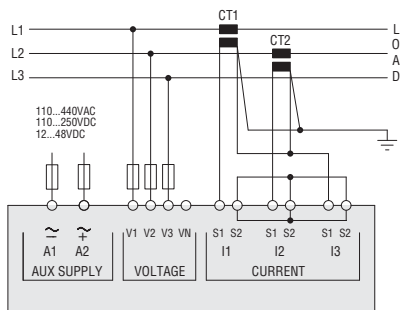 CT1
L1 L
L2 CT2 O
A
L3 D
110...440VAC
110...250VDC
12...48VDC
V1 V2 V3 VN S1 S2 S1 S2 S1 S2
A1 A2 I1 I2 I3
AUX SUPPLY VOLTAGE CURRENT